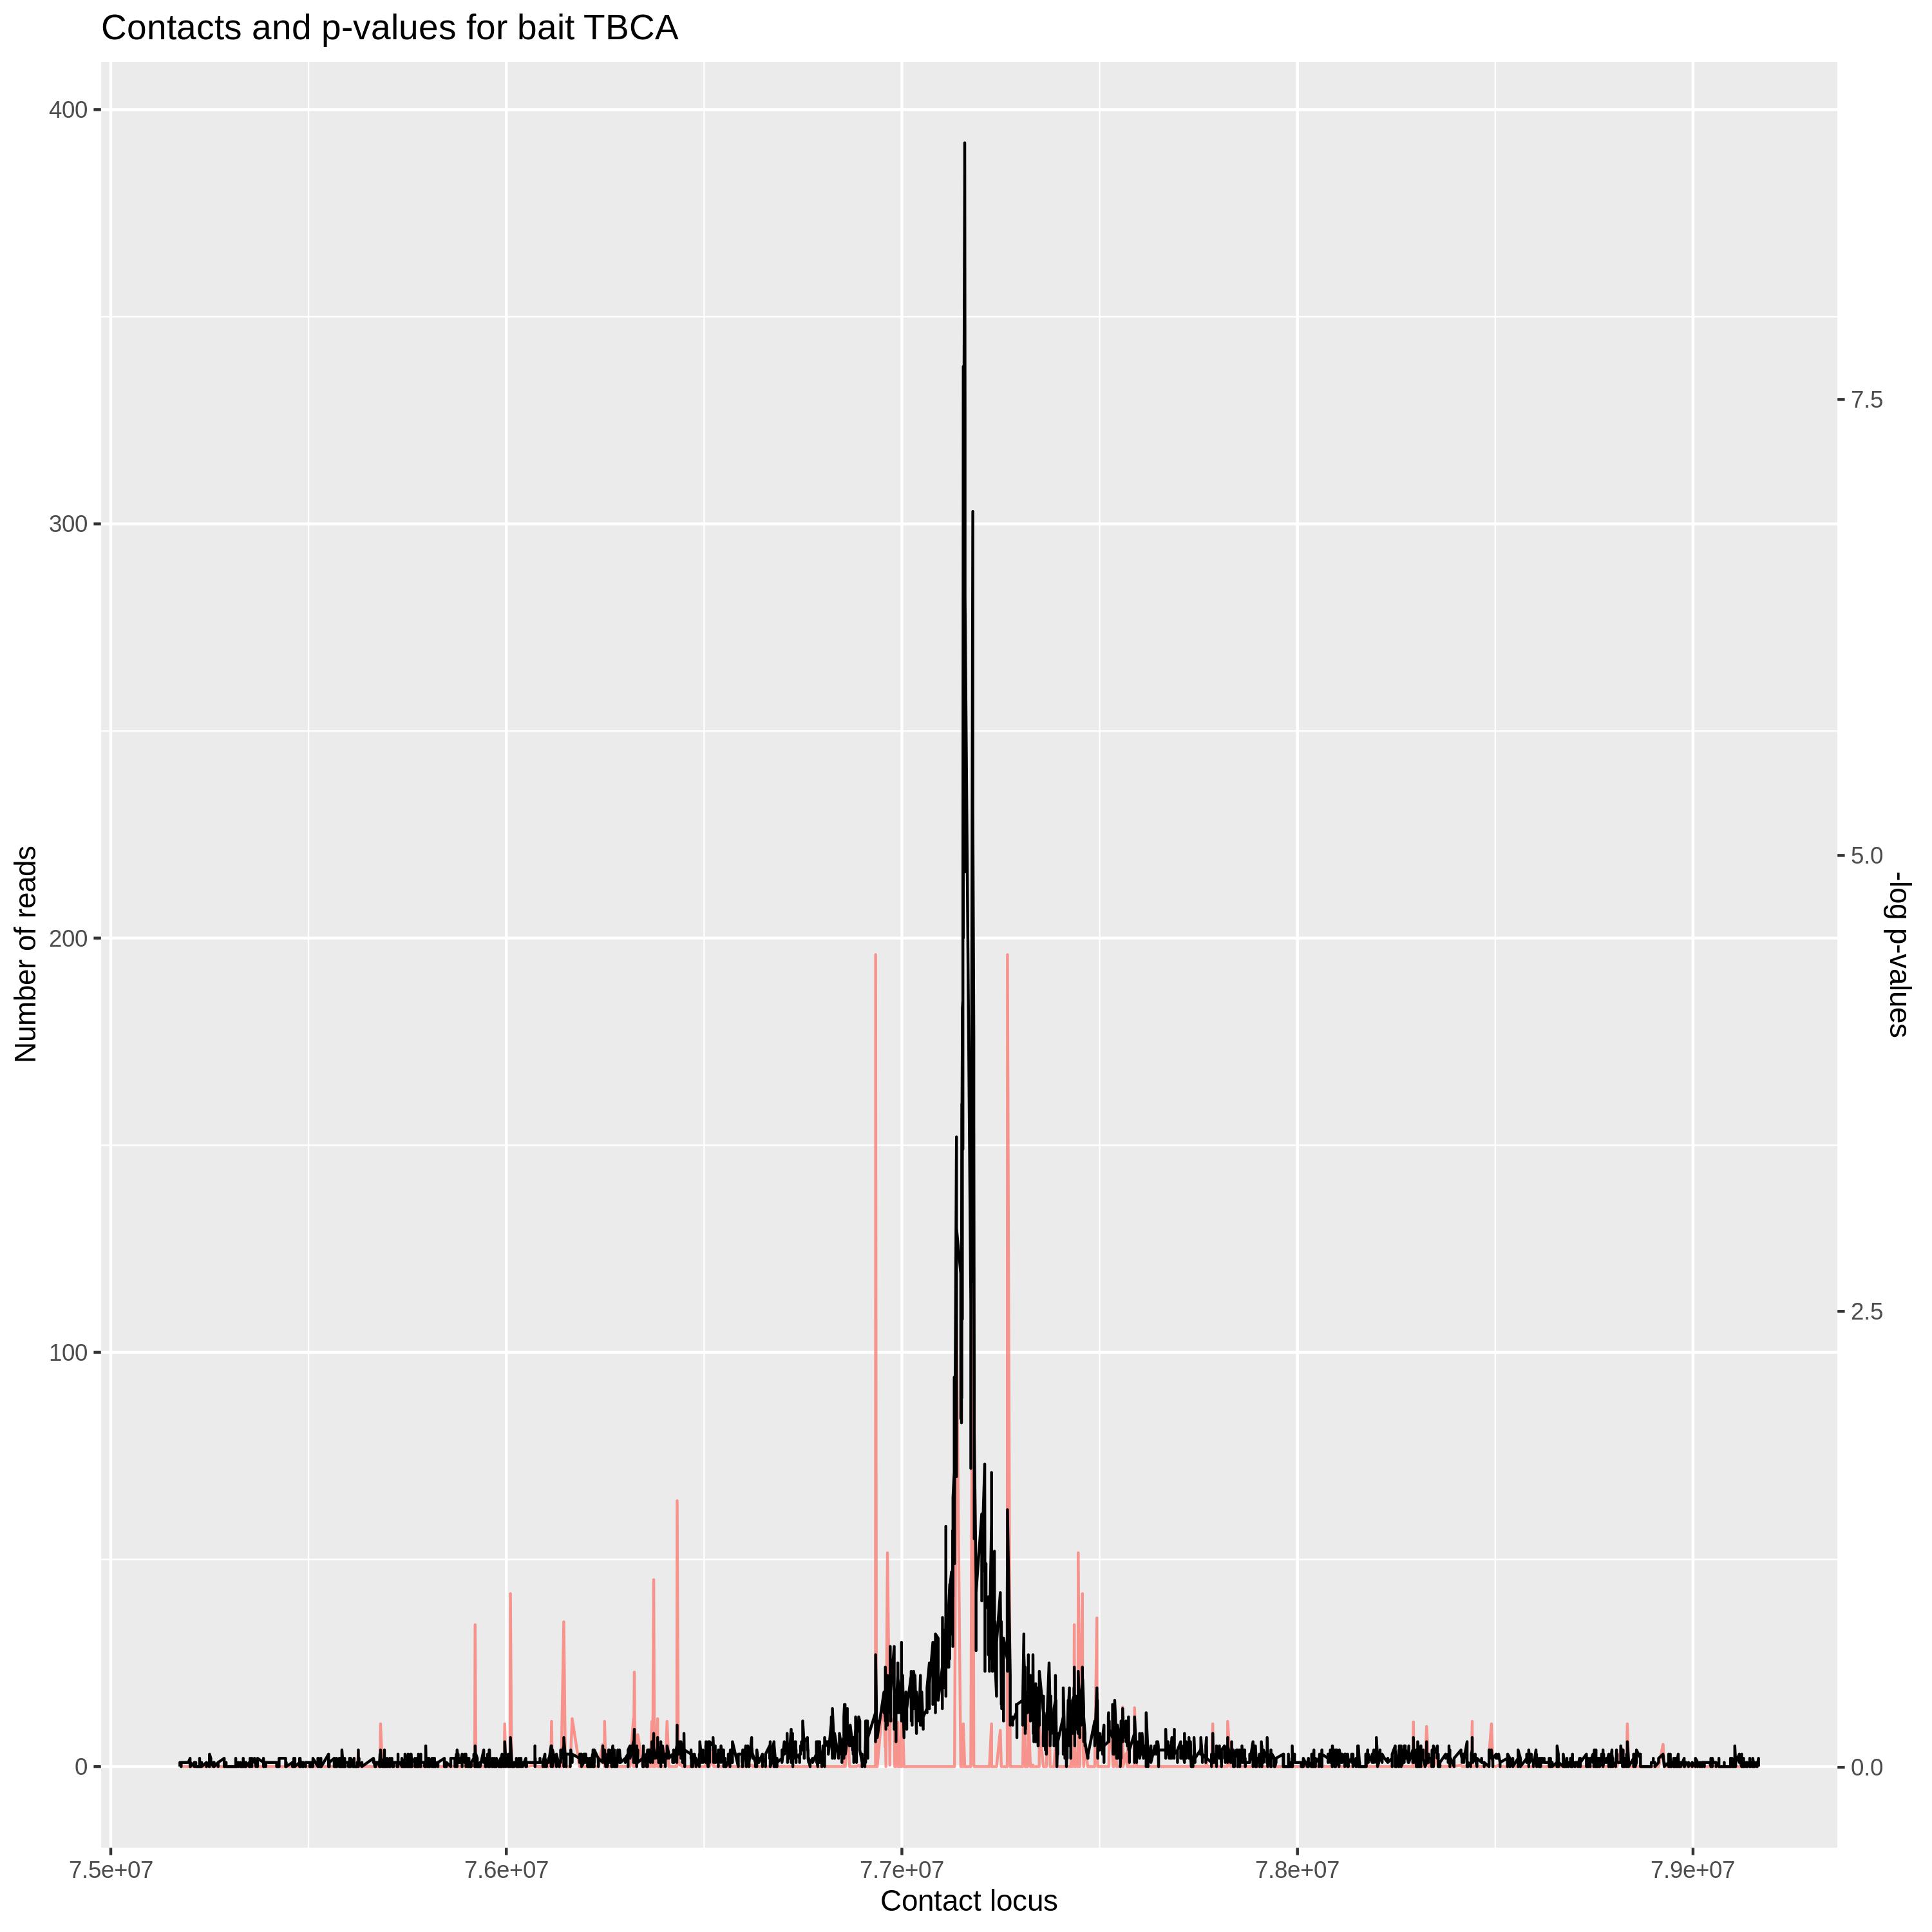 Contacts and p-values for bait TBCA
400
300
200
100
0
Number of reads
7.5
5.0
2.5
0.0
-log p-values
7.5e+07 7.6e+07 7.7e+07 7.8e+07 7.9e+07
Contact locus